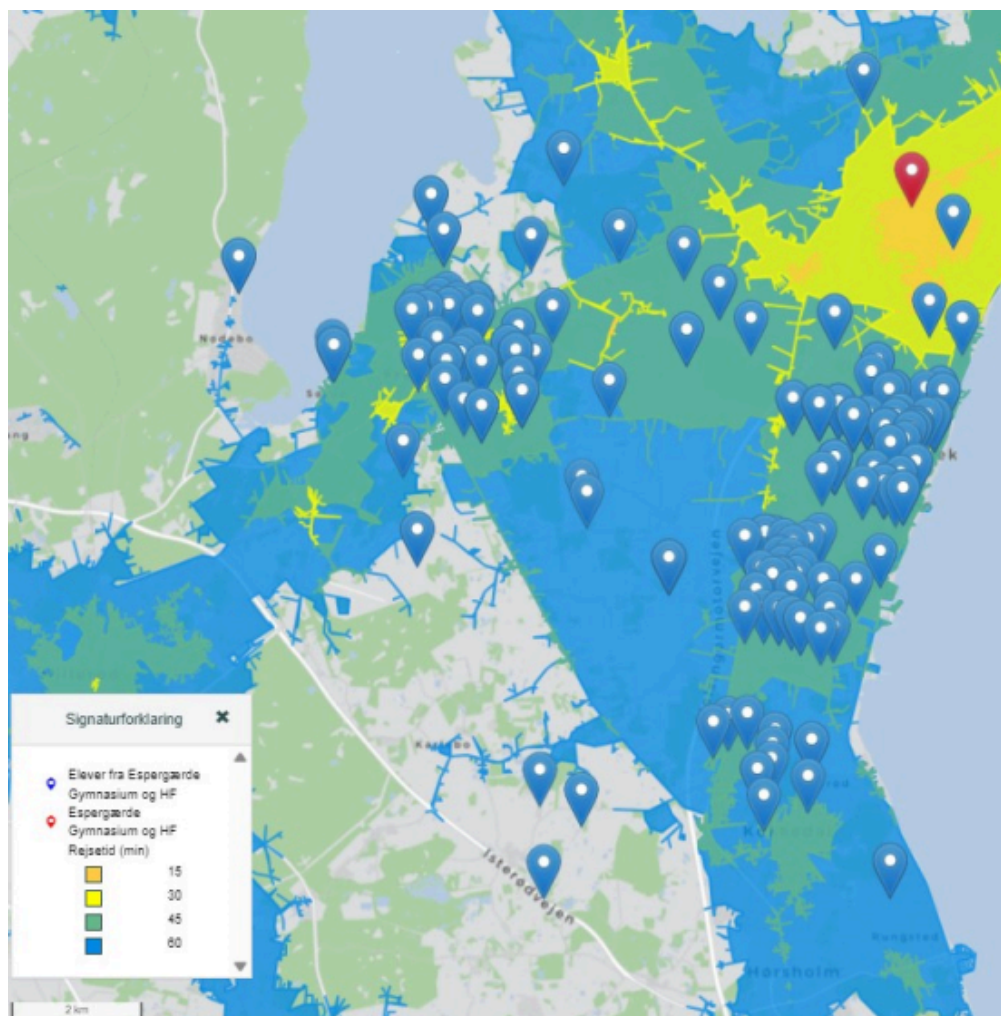 Nødebo
Isterødvejen
Hørsholm
Rungsted
Signaturforklaring
Elever fra Espergærde
Gymnasium og HF
Espergærde
Gymnasium og HF
Rejsetid (min)
15
30
45
60
2 km